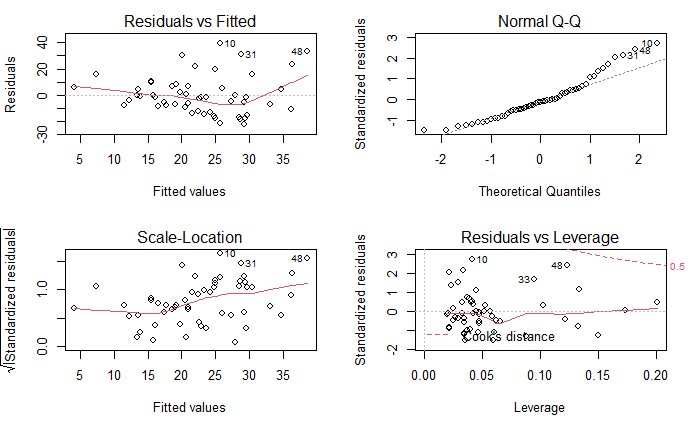 Residuals vs Fitted
Residuals
-30 0 20 40
10
31
48
5 10 15 20 25 30 35
Fitted values
Normal Q-Q
Standardized residuals
-1 0 1 2 3
10
48
31
-2 -1 0 1 2
Theoretical Quantiles
Scale-Location
√|Standardized residuals|
0.0 1.0
10
31
48
5 10 15 20 25 30 35
Fitted values
Residuals vs Leverage
Standardized residuals
-2 0 1 2 3
10
48
33
0.5
Cook's distance
0.00 0.05 0.10 0.15 0.20
Leverage